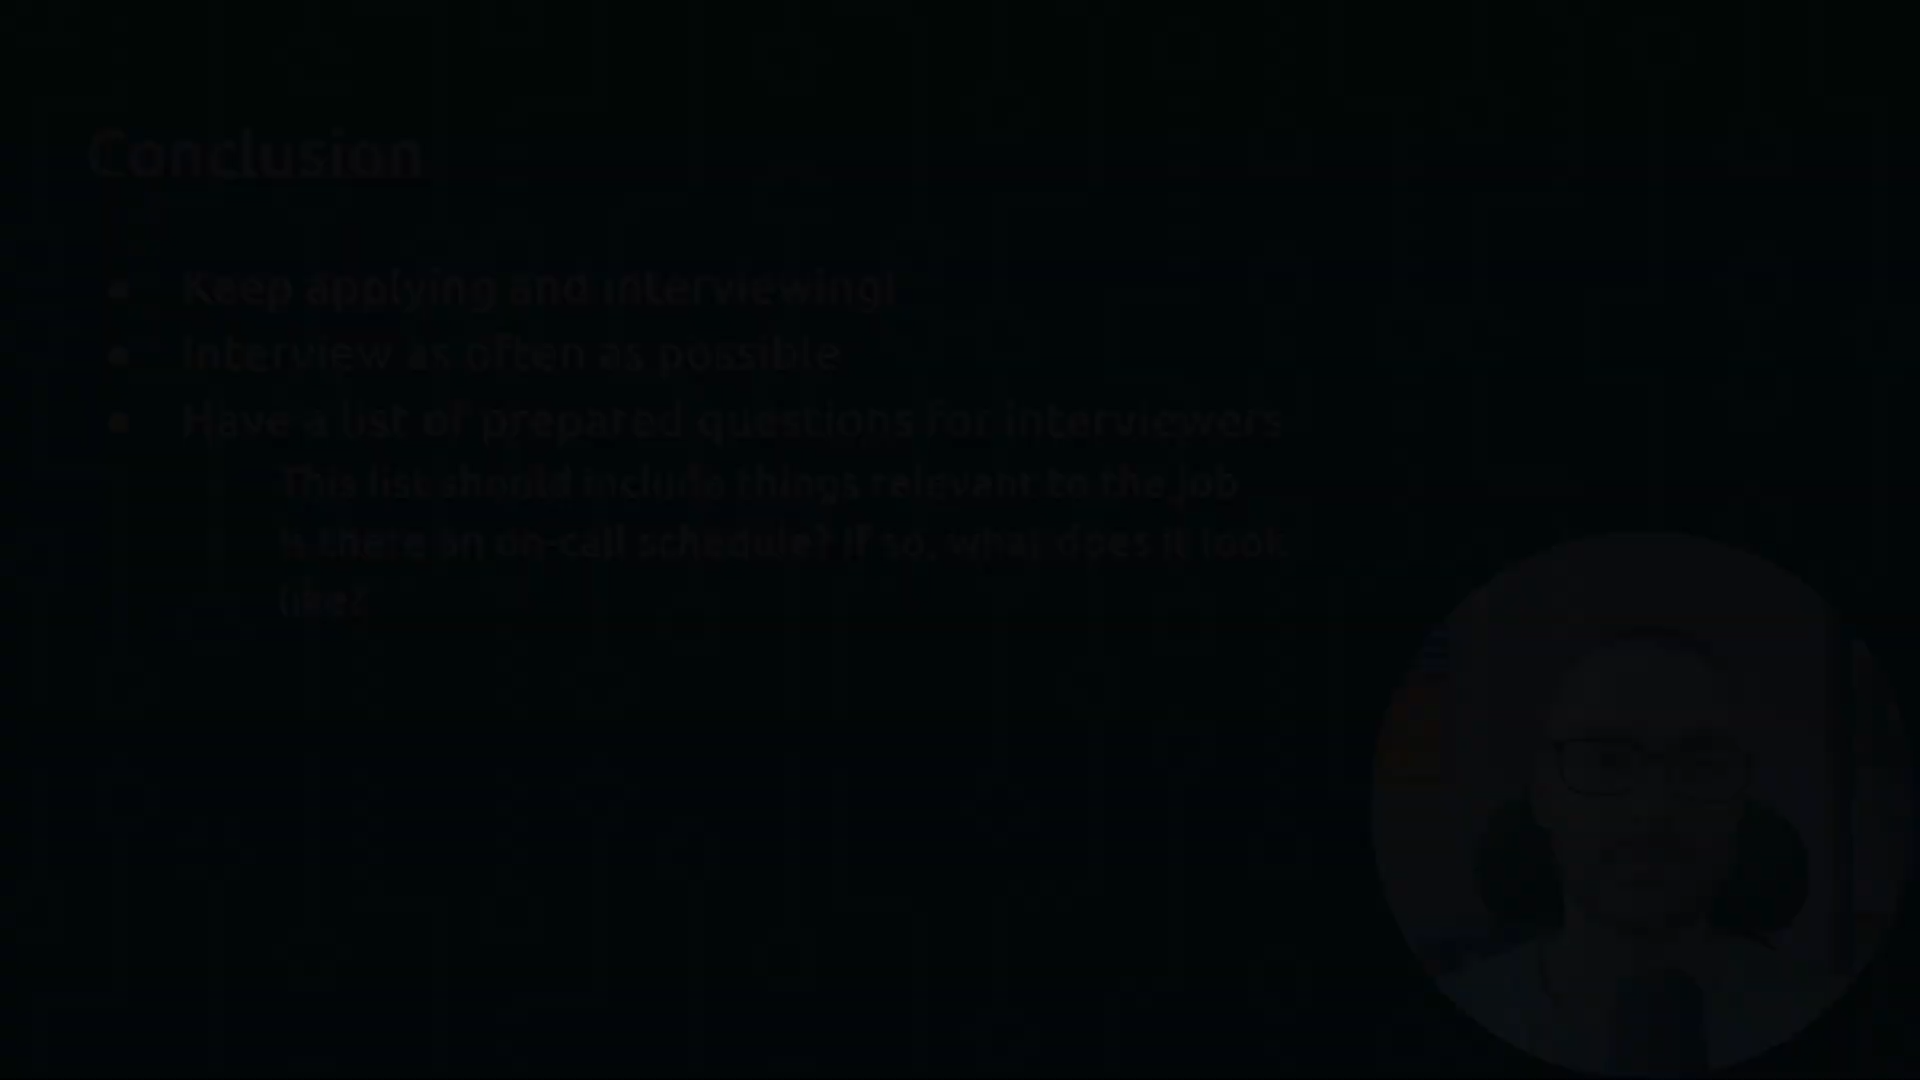 Conclusion
Keep applying and interviewing!
Interview as often as possible
Have a list of prepared questions for interviewers
This list should include things relevant to the job
Is there an on-call schedule? If so, what does it look
like?